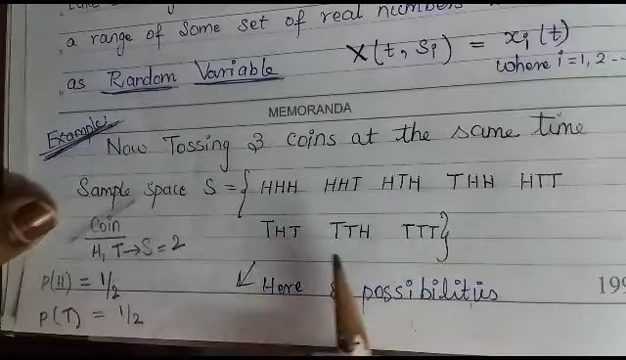 a range of some set of real numbers
as Random Variable X(t, Si) = xi(t)
where i = 1, 2 --
MEMORANDA
Example:
Now Tossing 3 coins at the same time
Sample space S = { HHH HHT HTH THH HTT
THT TTH TTT}
Coin
H, T → S = 2
P(H) = 1/2
↙ Here possibilities
199
P(T) = 1/2